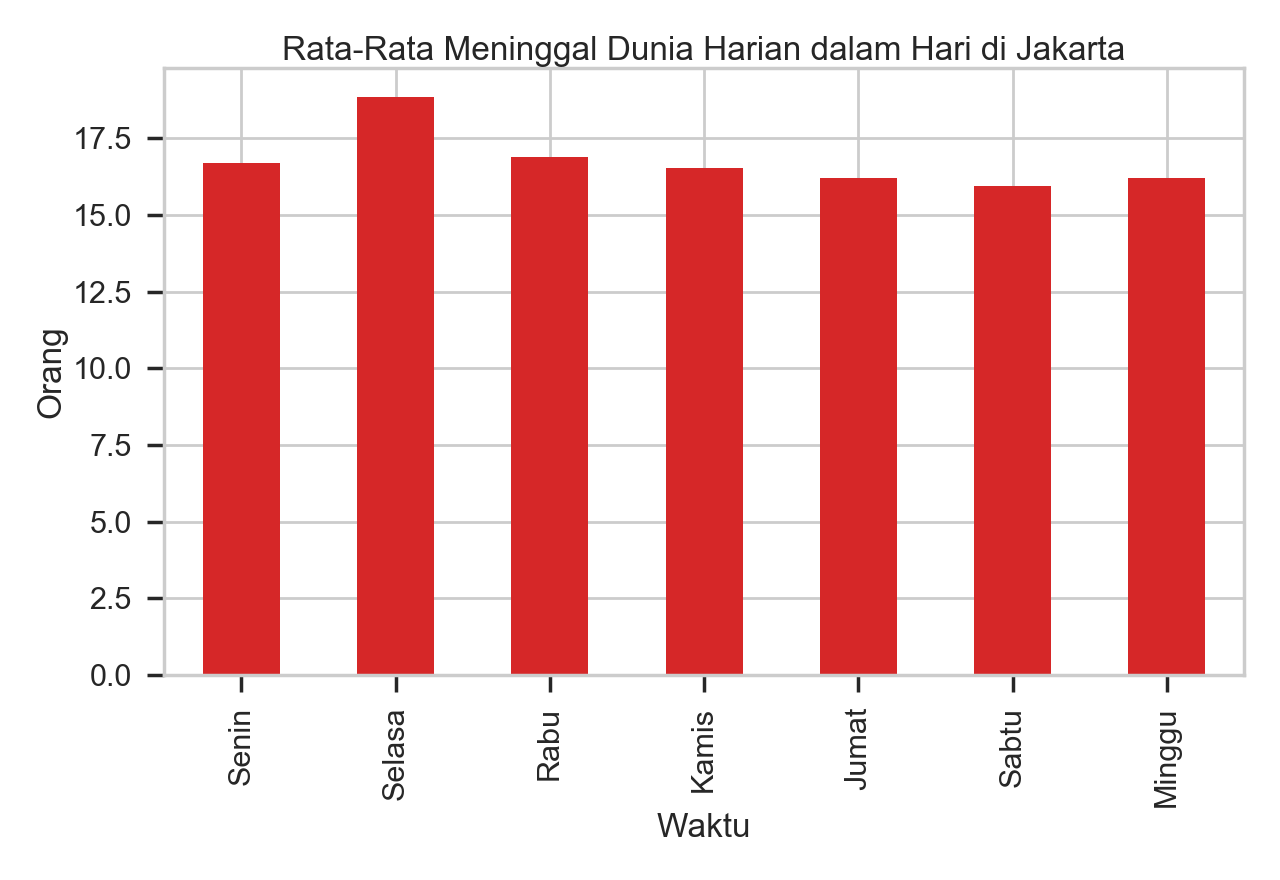 Rata-Rata Meninggal Dunia Harian dalam Hari di Jakarta
Orang
17.5
15.0
12.5
10.0
7.5
5.0
2.5
0.0
Senin
Selasa
Rabu
Kamis
Jumat
Sabtu
Minggu
Waktu